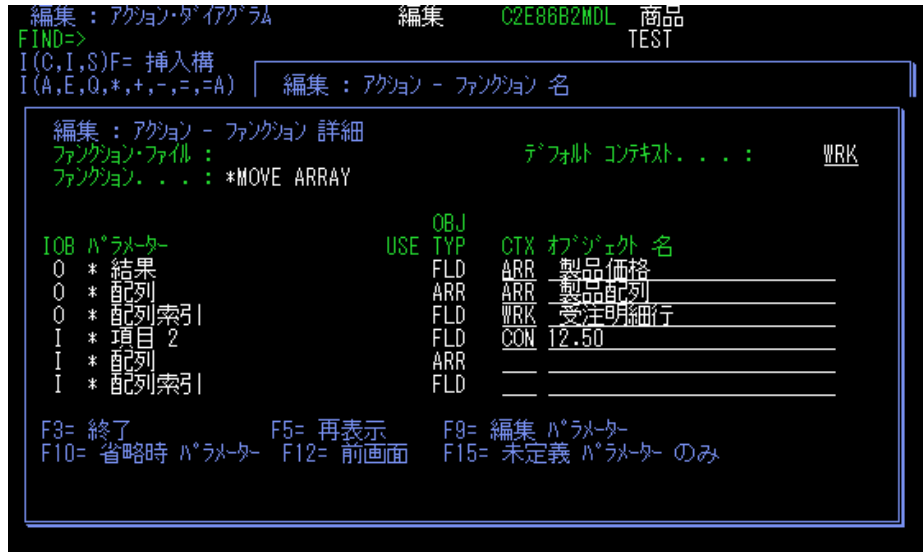 編集 : ｱｸｼｮﾝ･ﾀﾞｲｱｸﾞﾗﾑ 編集 C2E86B2MDL 商品
FIND=> TEST
I(C,I,S)F= 挿入構
I(A,E,Q,*,+,-,=,=A) 編集 : ｱｸｼｮﾝ - ﾌｧﾝｸｼｮﾝ 名
編集 : ｱｸｼｮﾝ - ﾌｧﾝｸｼｮﾝ 詳細
ﾌｧﾝｸｼｮﾝ･ﾌｧｲﾙ : ﾃﾞﾌｫﾙﾄ ｺﾝﾃｷｽﾄ. . . : WRK
ﾌｧﾝｸｼｮﾝ. . . : *MOVE ARRAY
OBJ
IOB ﾊﾟﾗﾒｰﾀｰ USE TYP CTX ｵﾌﾞｼﾞｪｸﾄ 名
O * 結果 FLD ARR 製品価格
O * 配列 ARR ARR 製品配列
O * 配列索引 FLD WRK 受注明細行
I * 項目 2 FLD CON 12.50
I * 配列 ARR
I * 配列索引 FLD
F3= 終了 F5= 再表示 F9= 編集 ﾊﾟﾗﾒｰﾀｰ
F10= 省略時 ﾊﾟﾗﾒｰﾀｰ F12= 前画面 F15= 未定義 ﾊﾟﾗﾒｰﾀｰ のみ